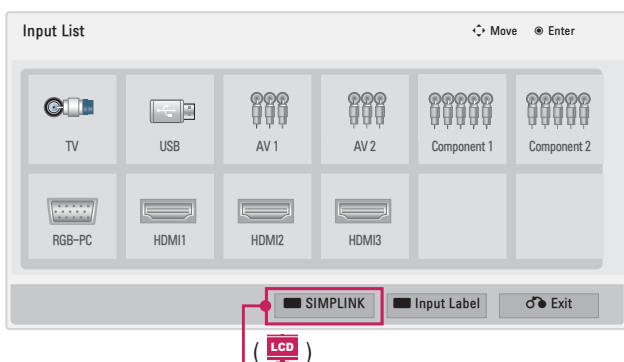 Input List
Move Enter
TV USB AV 1 AV 2 Component 1 Component 2
RGB-PC HDMI1 HDMI2 HDMI3
SIMPLINK Input Label Exit
( LCD )